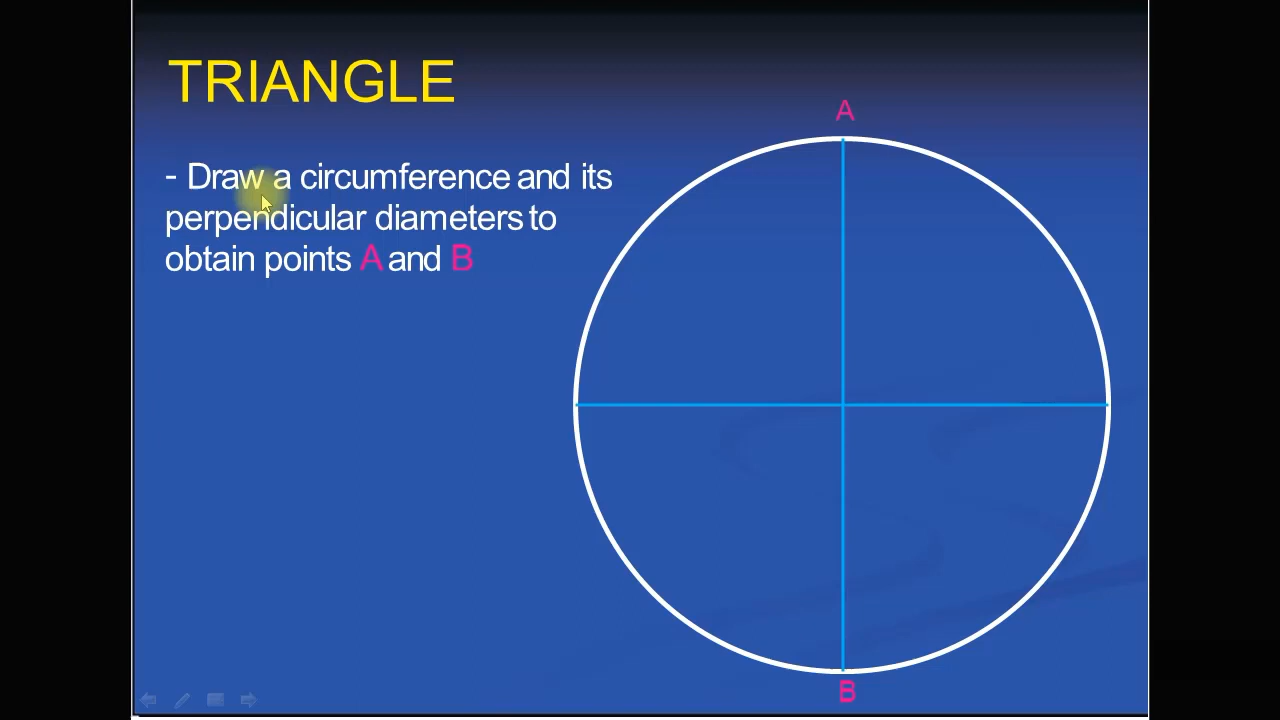 TRIANGLE
- Draw a circumference and its
perpendicular diameters to
obtain points A and B
A
B